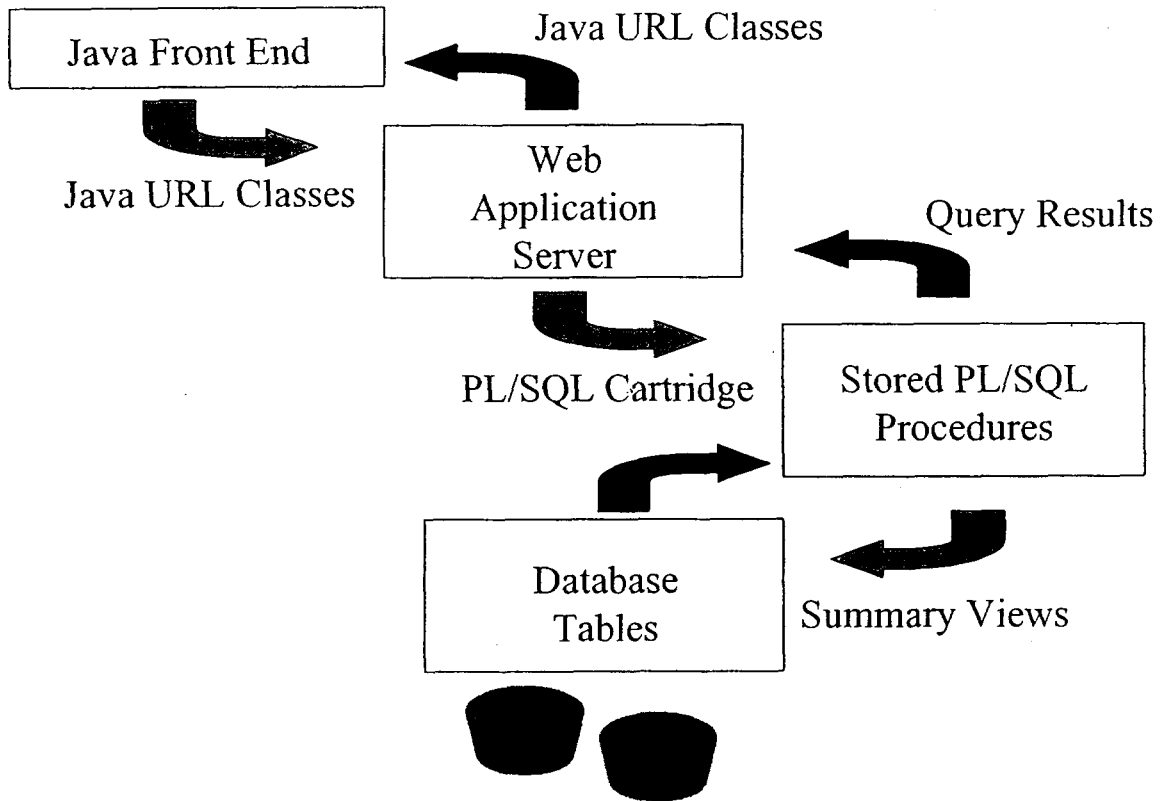 Java Front End
Java URL Classes
Java URL Classes
Web
Application
Server
Query Results
PL/SQL Cartridge
Stored PL/SQL
Procedures
Database
Tables
Summary Views